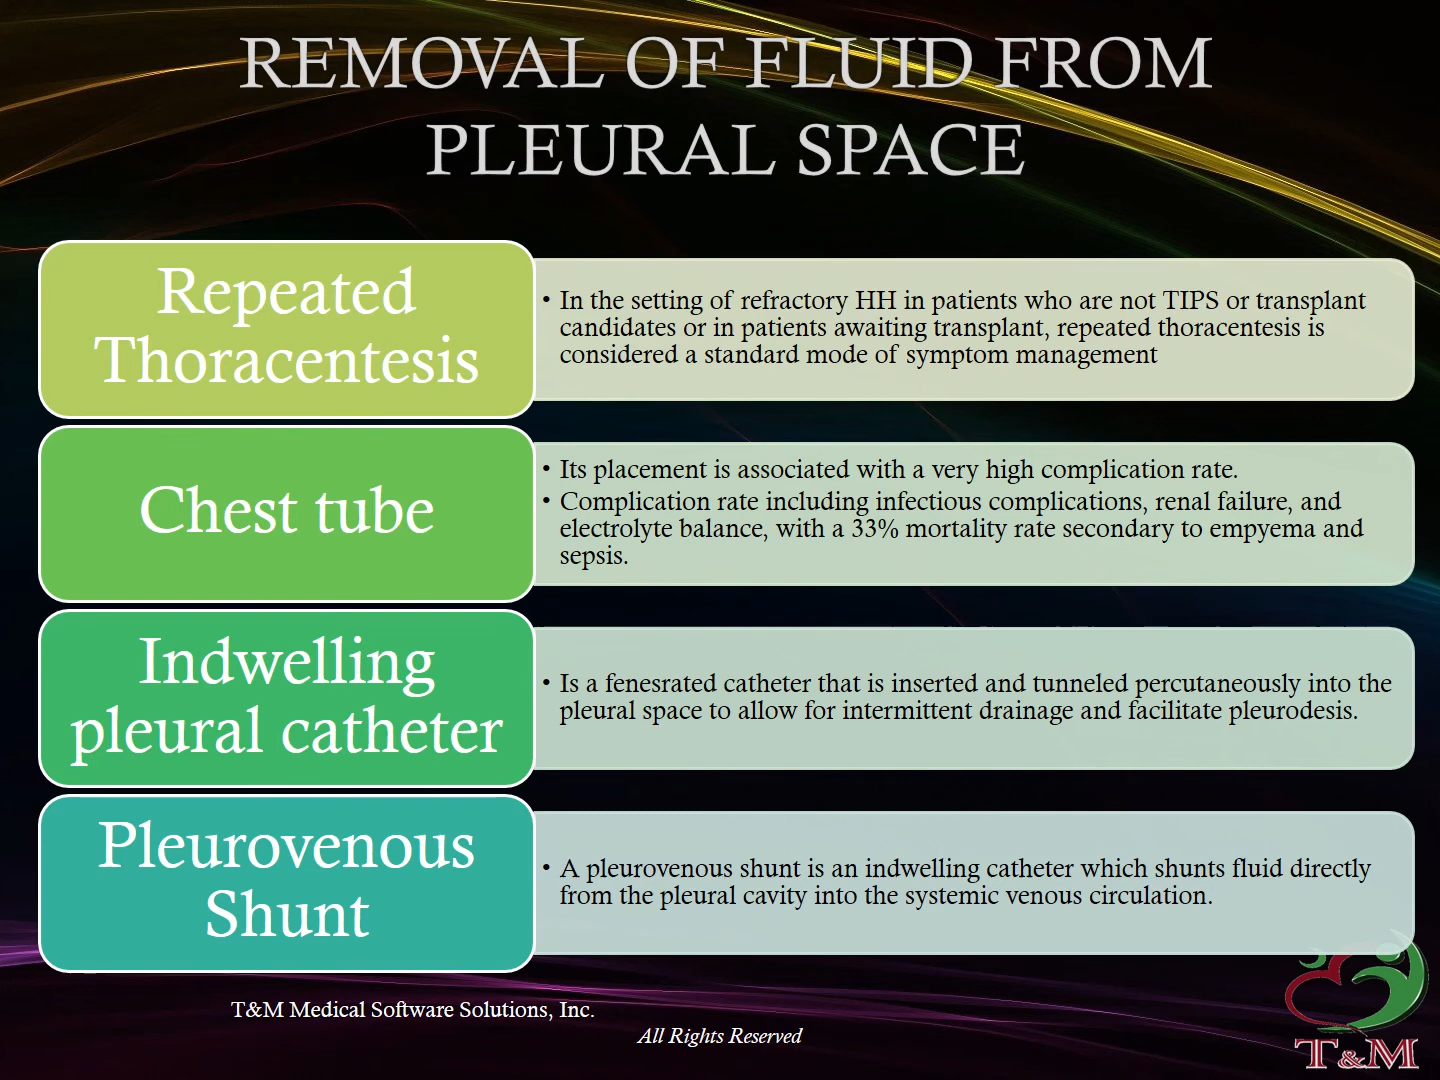 REMOVAL OF FLUID FROM
PLEURAL SPACE
Repeated
Thoracentesis
• In the setting of refractory HH in patients who are not TIPS or transplant
candidates or in patients awaiting transplant, repeated thoracentesis is
considered a standard mode of symptom management
Chest tube
• Its placement is associated with a very high complication rate.
• Complication rate including infectious complications, renal failure, and
electrolyte balance, with a 33% mortality rate secondary to empyema and
sepsis.
Indwelling
pleural catheter
• Is a fenesrated catheter that is inserted and tunneled percutaneously into the
pleural space to allow for intermittent drainage and facilitate pleurodesis.
Pleurovenous
Shunt
• A pleurovenous shunt is an indwelling catheter which shunts fluid directly
from the pleural cavity into the systemic venous circulation.
T&M Medical Software Solutions, Inc.
All Rights Reserved
T&M